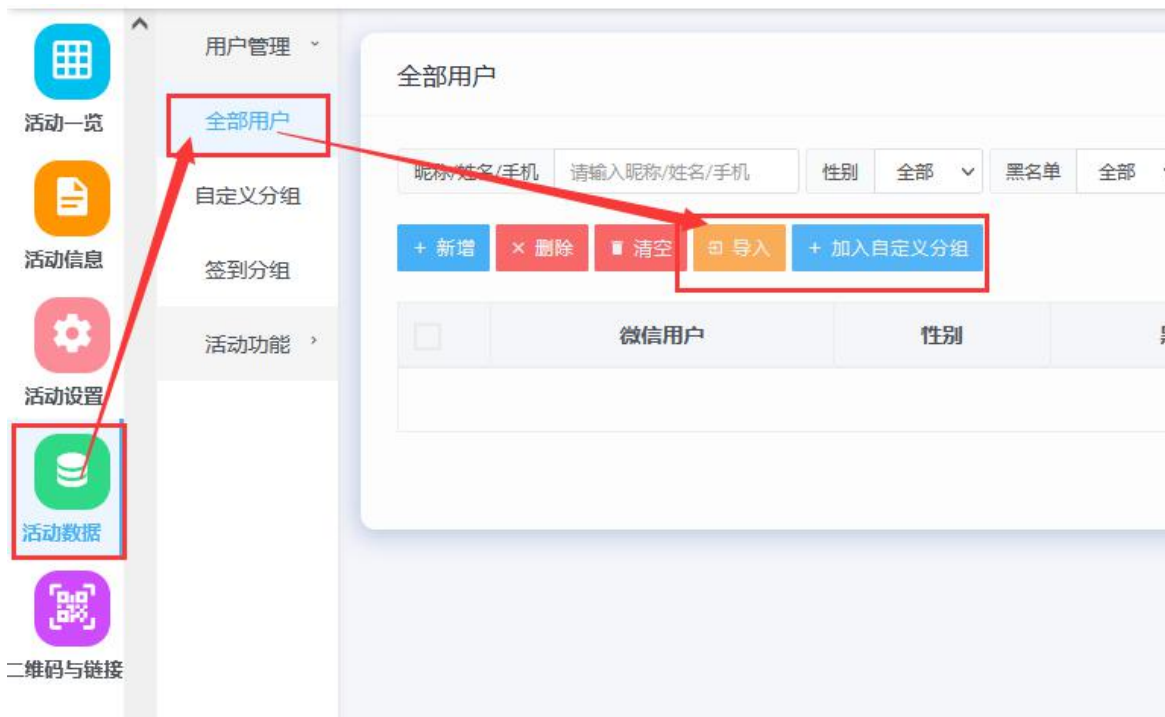 活动一览
活动信息
活动设置
活动数据
二维码与链接
用户管理
全部用户
自定义分组
签到分组
活动功能
全部用户
昵称/姓名/手机 请输入昵称/姓名/手机 性别 全部 黑名单 全部
+ 新增 × 删除 清空 导入 + 加入自定义分组
微信用户 性别